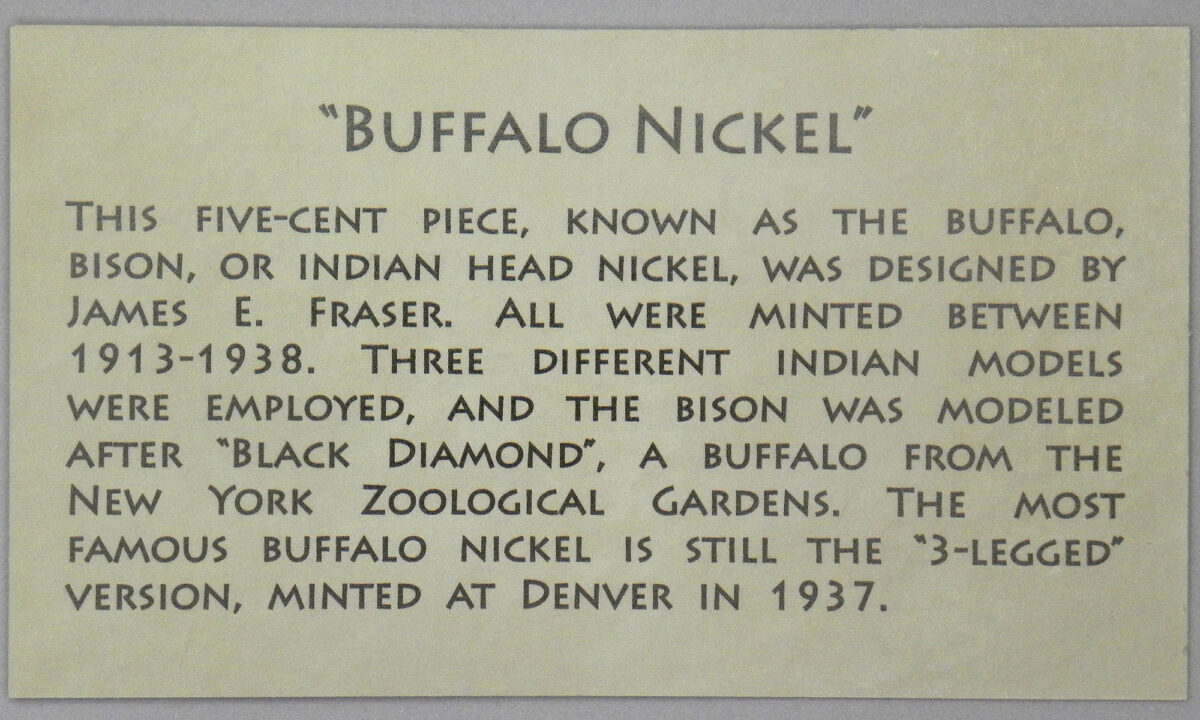 "Buffalo Nickel"
This five-cent piece, known as the buffalo,
bison, or Indian head nickel, was designed by
James E. Fraser. All were minted between
1913-1938. Three different Indian models
were employed, and the bison was modeled
after "Black Diamond", a buffalo from the
New York Zoological Gardens. The most
famous buffalo nickel is still the "3-legged"
version, minted at Denver in 1937.